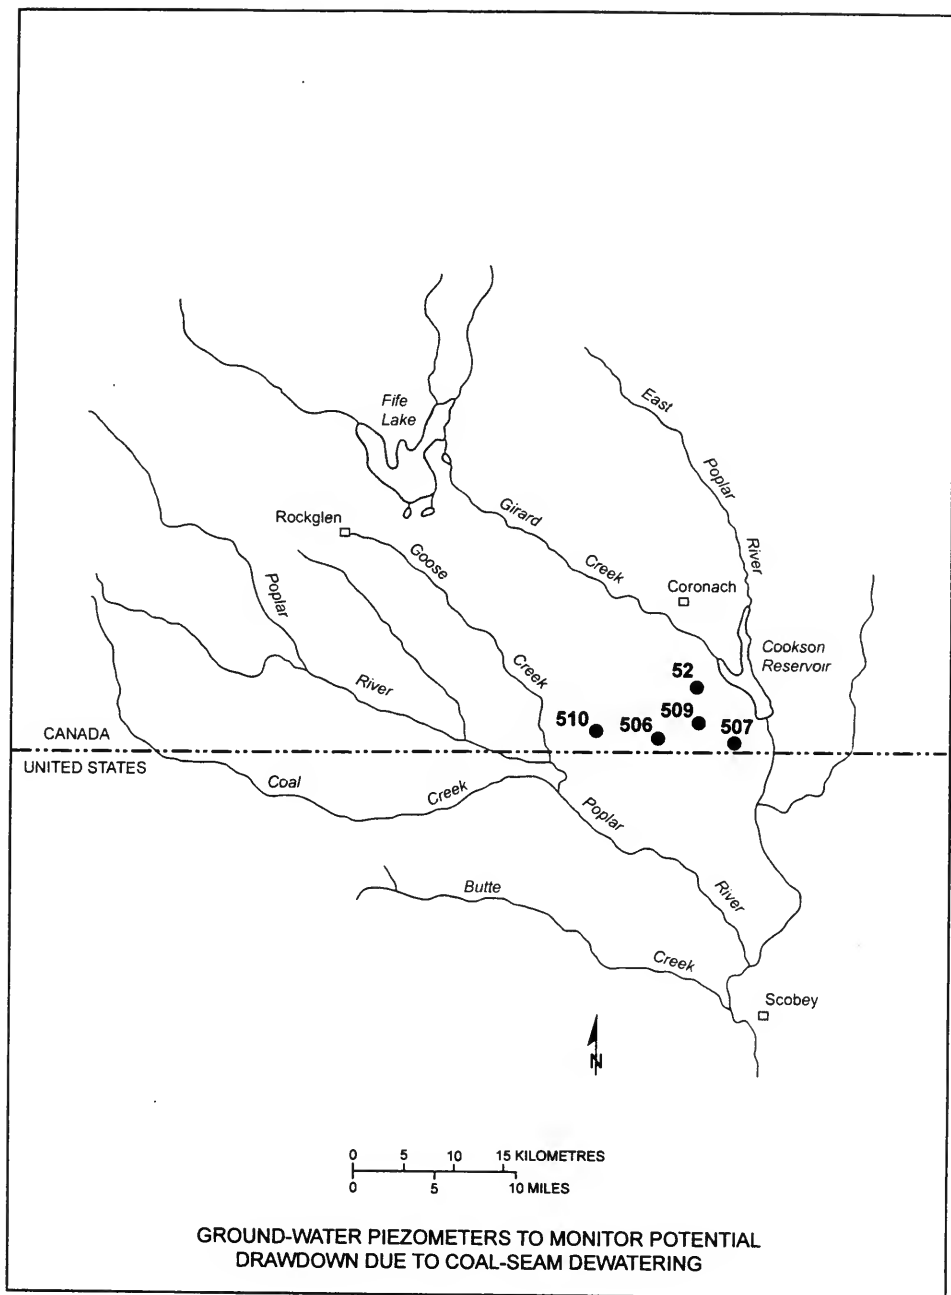 Fife
Lake
East
Poplar
River
Girard
Creek
Rockglen
Goose
Creek
Coronach
Cookson
Reservoir
Poplar
River
52
509
510
506
507
CANADA
UNITED STATES
Coal
Creek
Poplar
River
Butte
Creek
Scobey
N
0 5 10 15 KILOMETRES
0 5 10 MILES
GROUND-WATER PIEZOMETERS TO MONITOR POTENTIAL
DRAWDOWN DUE TO COAL-SEAM DEWATERING